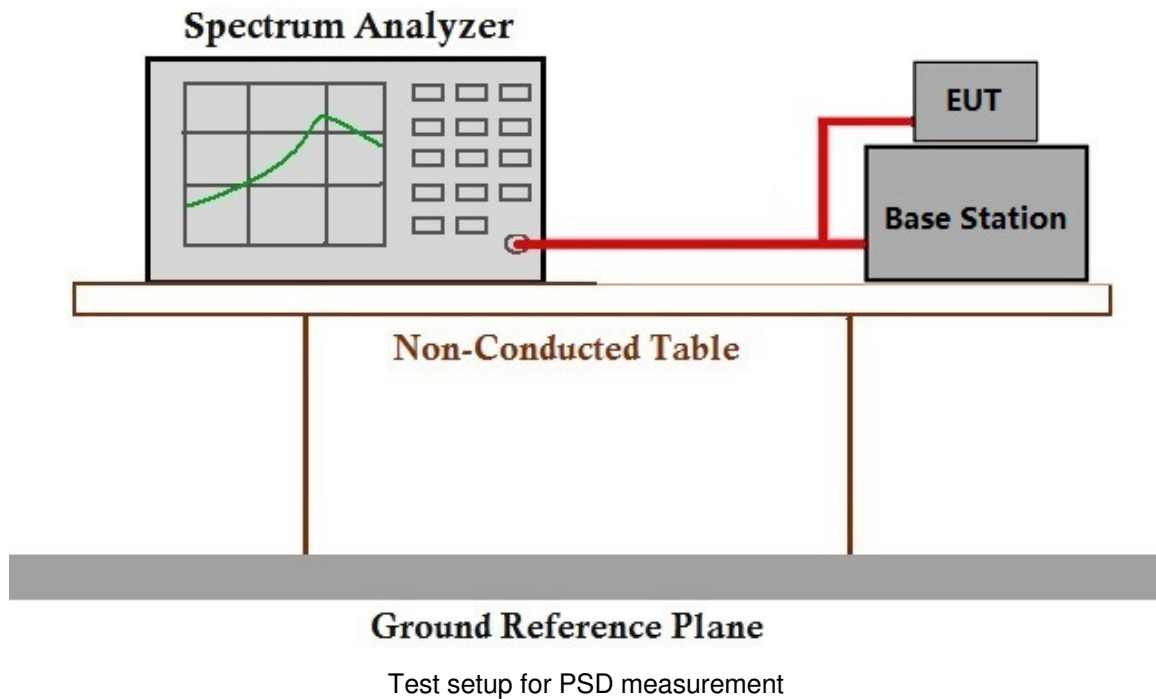 Spectrum Analyzer
EUT
Base Station
Non-Conducted Table
Ground Reference Plane
Test setup for PSD measurement